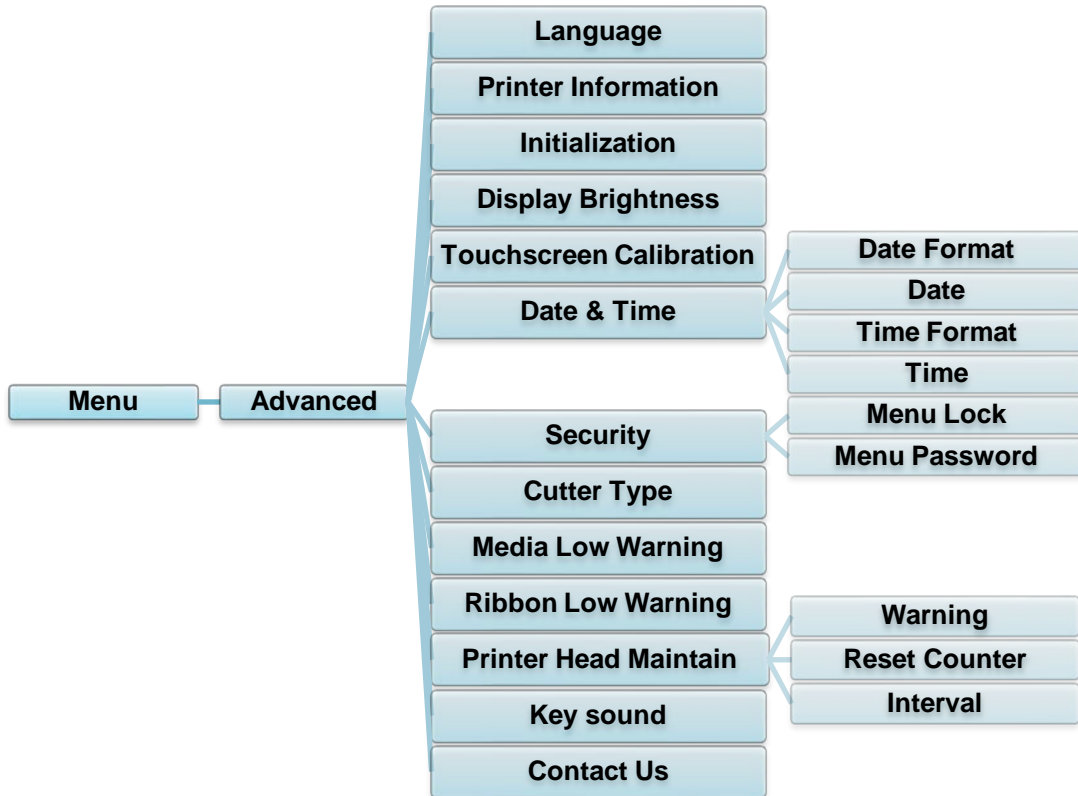 Language
Printer Information
Initialization
Display Brightness
Touchscreen Calibration
Date & Time
Date Format
Date
Time Format
Time
Menu
Advanced
Security
Menu Lock
Menu Password
Cutter Type
Media Low Warning
Ribbon Low Warning
Printer Head Maintain
Warning
Reset Counter
Interval
Key sound
Contact Us